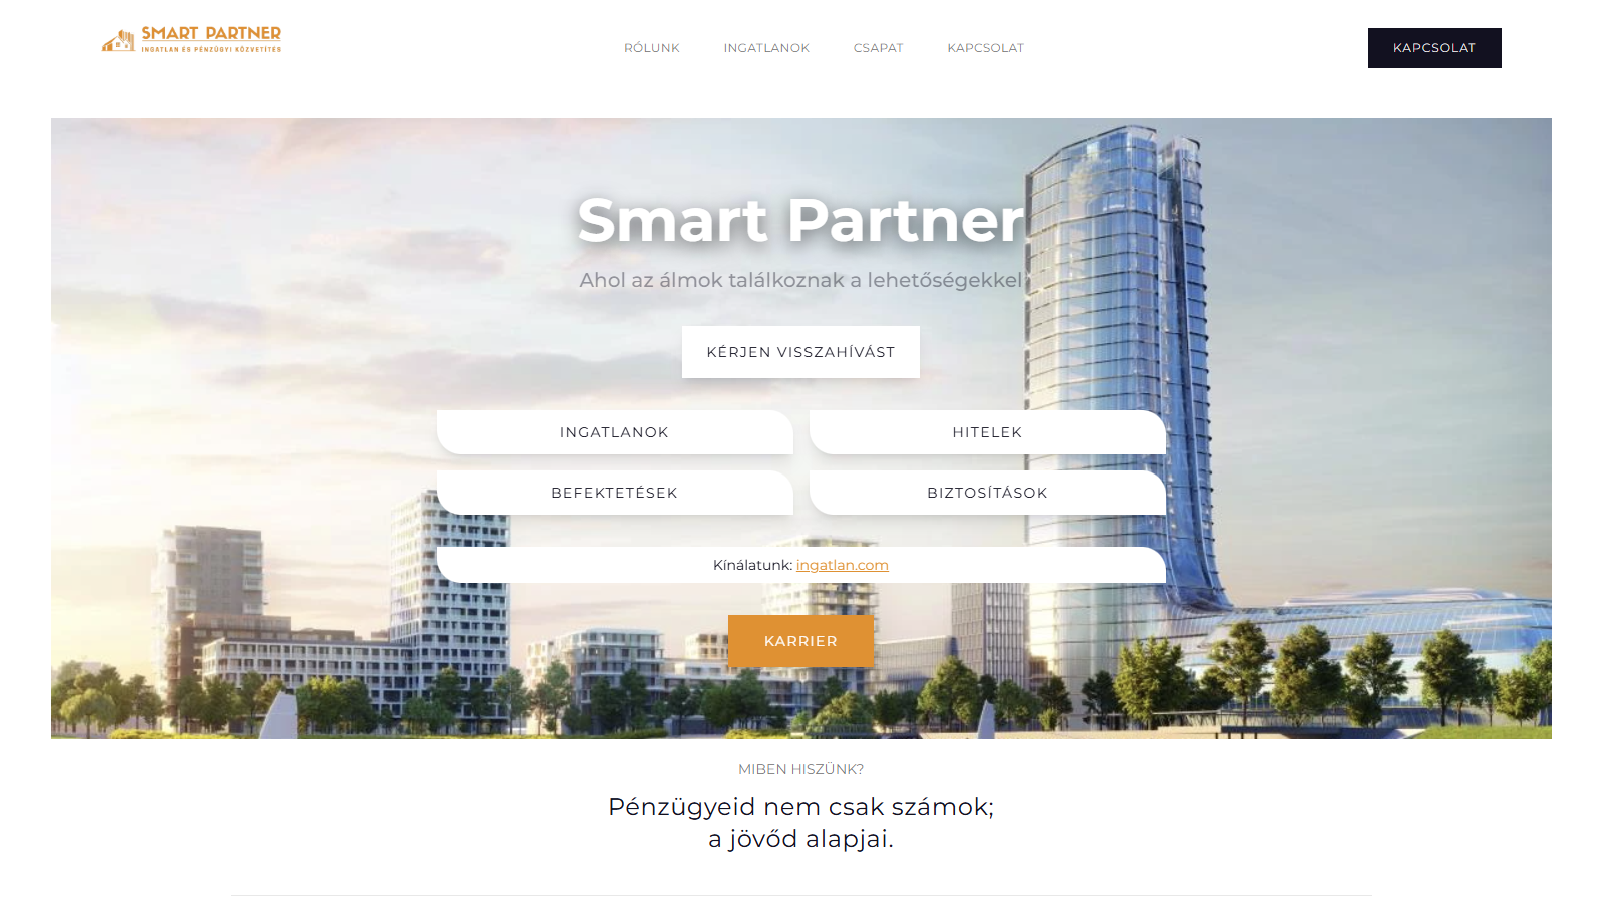 SMART PARTNER
INGATLAN ÉS PÉNZÜGYI KÖZVETÍTÉS
RÓLUNK
INGATLANOK
CSAPAT
KAPCSOLAT
KAPCSOLAT
Smart Partner
Ahol az álmok találkoznak a lehetőségekkel
KÉRJEN VISSZAHÍVÁST
INGATLANOK
HITELEK
BEFEKTETÉSEK
BIZTOSÍTÁSOK
Kínálatunk: ingatlan.com
KARRIER
MIBEN HISZÜNK?
Pénzügyeid nem csak számok;
a jövőd alapjai.